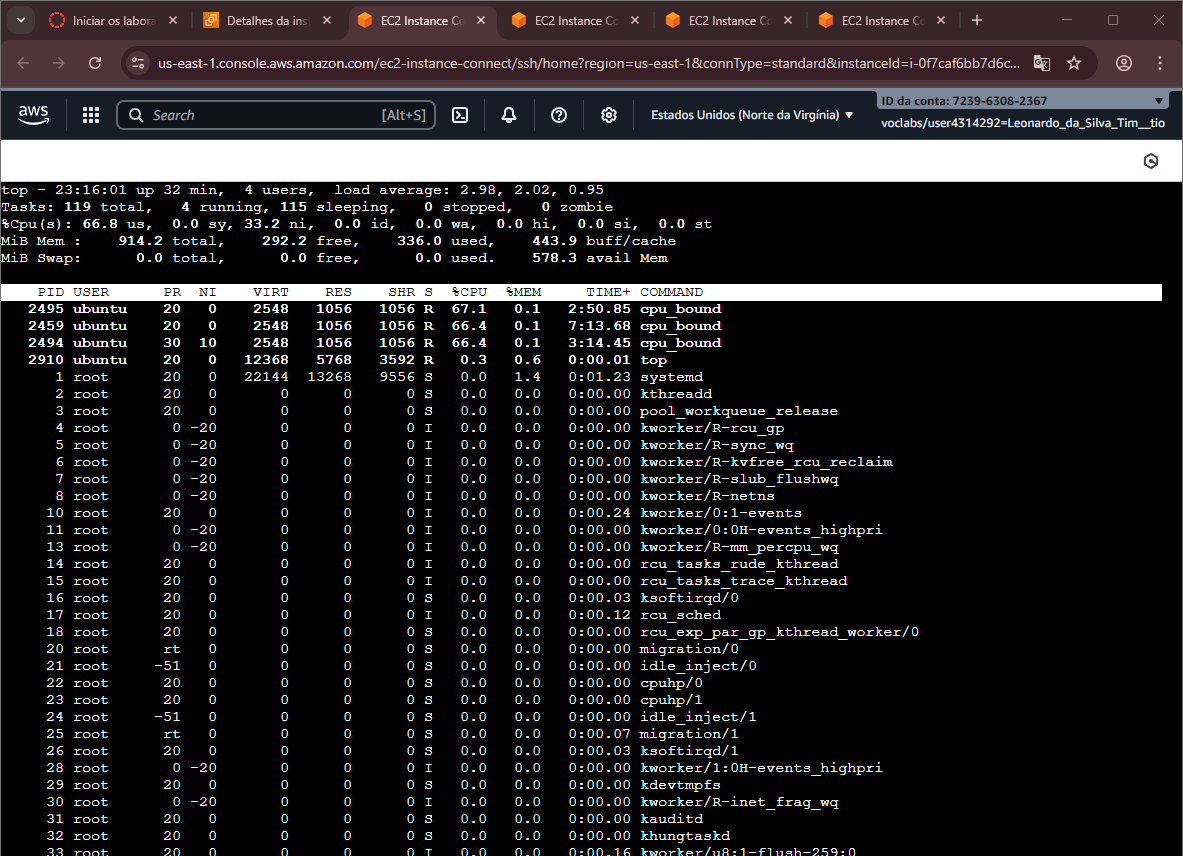 Iniciar os labora
Detalhes da ins
EC2 Instance Co
EC2 Instance Co
EC2 Instance Co
EC2 Instance Co
us-east-1.console.aws.amazon.com/ec2-instance-connect/ssh/home?region=us-east-1&connType=standard&instanceId=i-0f7caf6bb7d6c...
aws
Search [Alt+S]
Estados Unidos (Norte da Virgínia)
ID da conta: 7239-6308-2367
voclabs/user4314292=Leonardo_da_Silva_Tim__tio
top - 23:16:01 up 32 min, 4 users, load average: 2.98, 2.02, 0.95
Tasks: 119 total, 4 running, 115 sleeping, 0 stopped, 0 zombie
%Cpu(s): 66.8 us, 0.0 sy, 33.2 ni, 0.0 id, 0.0 wa, 0.0 hi, 0.0 si, 0.0 st
MiB Mem : 914.2 total, 292.2 free, 336.0 used, 443.9 buff/cache
MiB Swap: 0.0 total, 0.0 free, 0.0 used. 578.3 avail Mem
PID USER PR NI VIRT RES SHR S %CPU %MEM TIME+ COMMAND
2495 ubuntu 20 0 2548 1056 1056 R 67.1 0.1 2:50.85 cpu_bound
2459 ubuntu 20 0 2548 1056 1056 R 66.4 0.1 7:13.68 cpu_bound
2494 ubuntu 30 10 2548 1056 1056 R 66.4 0.1 3:14.45 cpu_bound
2910 ubuntu 20 0 12368 5768 3592 R 0.3 0.6 0:00.01 top
1 root 20 0 22144 13268 9556 S 0.0 1.4 0:01.23 systemd
2 root 20 0 0 0 0 S 0.0 0.0 0:00.00 kthreadd
3 root 20 0 0 0 0 S 0.0 0.0 0:00.00 pool_workqueue_release
4 root 0 -20 0 0 0 I 0.0 0.0 0:00.00 kworker/R-rcu_gp
5 root 0 -20 0 0 0 I 0.0 0.0 0:00.00 kworker/R-sync_wq
6 root 0 -20 0 0 0 I 0.0 0.0 0:00.00 kworker/R-kvfree_rcu_reclaim
7 root 0 -20 0 0 0 I 0.0 0.0 0:00.00 kworker/R-slub_flushwq
8 root 0 -20 0 0 0 I 0.0 0.0 0:00.00 kworker/R-netns
10 root 20 0 0 0 0 I 0.0 0.0 0:00.24 kworker/0:1-events
11 root 0 -20 0 0 0 I 0.0 0.0 0:00.00 kworker/0:0H-events_highpri
13 root 0 -20 0 0 0 I 0.0 0.0 0:00.00 kworker/R-mm_percpu_wq
14 root 20 0 0 0 0 I 0.0 0.0 0:00.00 rcu_tasks_rude_kthread
15 root 20 0 0 0 0 I 0.0 0.0 0:00.00 rcu_tasks_trace_kthread
16 root 20 0 0 0 0 S 0.0 0.0 0:00.03 ksoftirqd/0
17 root 20 0 0 0 0 I 0.0 0.0 0:00.12 rcu_sched
18 root 20 0 0 0 0 S 0.0 0.0 0:00.00 rcu_exp_par_gp_kthread_worker/0
20 root rt 0 0 0 0 S 0.0 0.0 0:00.00 migration/0
21 root -51 0 0 0 0 S 0.0 0.0 0:00.00 idle_inject/0
22 root 20 0 0 0 0 S 0.0 0.0 0:00.00 cpuhp/0
23 root 20 0 0 0 0 S 0.0 0.0 0:00.00 cpuhp/1
24 root -51 0 0 0 0 S 0.0 0.0 0:00.00 idle_inject/1
25 root rt 0 0 0 0 S 0.0 0.0 0:00.07 migration/1
26 root 20 0 0 0 0 S 0.0 0.0 0:00.03 ksoftirqd/1
28 root 0 -20 0 0 0 I 0.0 0.0 0:00.00 kworker/1:0H-events_highpri
29 root 20 0 0 0 0 S 0.0 0.0 0:00.00 kdevtmpfs
30 root 0 -20 0 0 0 I 0.0 0.0 0:00.00 kworker/R-inet_frag_wq
31 root 20 0 0 0 0 S 0.0 0.0 0:00.00 kauditd
32 root 20 0 0 0 0 S 0.0 0.0 0:00.00 khungtaskd
33 root 20 0 0 0 0 I 0.0 0.0 0:00.16 kworker/u8:1-flush-259:0